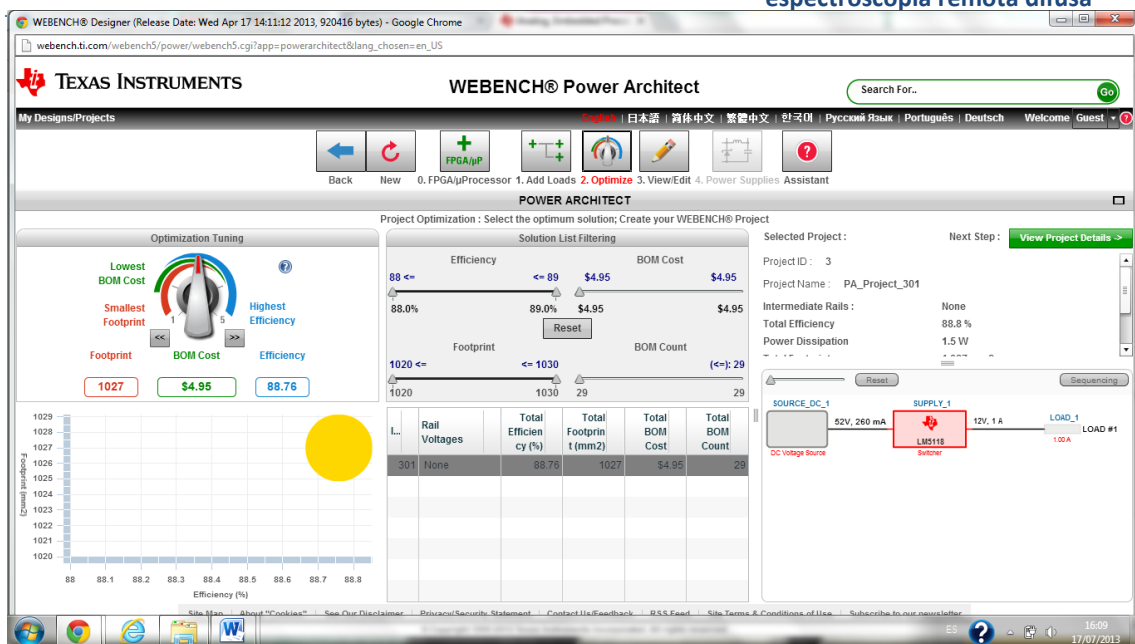 espectroscopia remota difusa
WEBENCH® Designer (Release Date: Wed Apr 17 14:11:12 2013, 920416 bytes) - Google Chrome
webench.ti.com/webench5/power/webench5.cgi?app=powerarchitect&lang_chosen=en_US
TEXAS INSTRUMENTS
WEBENCH® Power Architect
Search For..
Go
My Designs/Projects
English | 日本語 | 简体中文 | 繁體中文 | 한국어 | Русский Язык | Português | Deutsch
Welcome Guest
FPGA/µP
Back New 0. FPGA/µProcessor 1. Add Loads 2. Optimize 3. View/Edit 4. Power Supplies Assistant
POWER ARCHITECT
Project Optimization : Select the optimum solution; Create your WEBENCH® Project
Optimization Tuning
Lowest BOM Cost
Smallest Footprint
1 5
Highest Efficiency
<< >>
Footprint BOM Cost Efficiency
1027 $4.95 88.76
Solution List Filtering
Efficiency BOM Cost
88 <= <= 89 $4.95 $4.95
88.0% 89.0% $4.95 $4.95
Reset
Footprint BOM Count
1020 <= <= 1030 (<=): 29
1020 1030 29 29
Selected Project :
Next Step :
View Project Details ->
Project ID : 3
Project Name : PA_Project_301
Intermediate Rails : None
Total Efficiency 88.8 %
Power Dissipation 1.5 W
1029
1028
1027
1026
1025
1024
1023
1022
1021
1020
Footprint (mm2)
88 88.1 88.2 88.3 88.4 88.5 88.6 88.7 88.8
Efficiency (%)
I... Rail Voltages Total Efficien cy (%) Total Footprin t (mm2) Total BOM Cost Total BOM Count
301 None 88.76 1027 $4.95 29
Reset
Sequencing
SOURCE_DC_1
DC Voltage Source
52V, 260 mA
SUPPLY_1
LM5118
Switcher
12V, 1 A
LOAD_1
1.00 A
LOAD #1
Site Map | About "Cookies" | See Our Disclaimer | Privacy/Security Statement | Contact Us/Feedback | RSS Feed | Site Terms & Conditions of Use | Subscribe to our newsletter
ES
16:09
17/07/2013